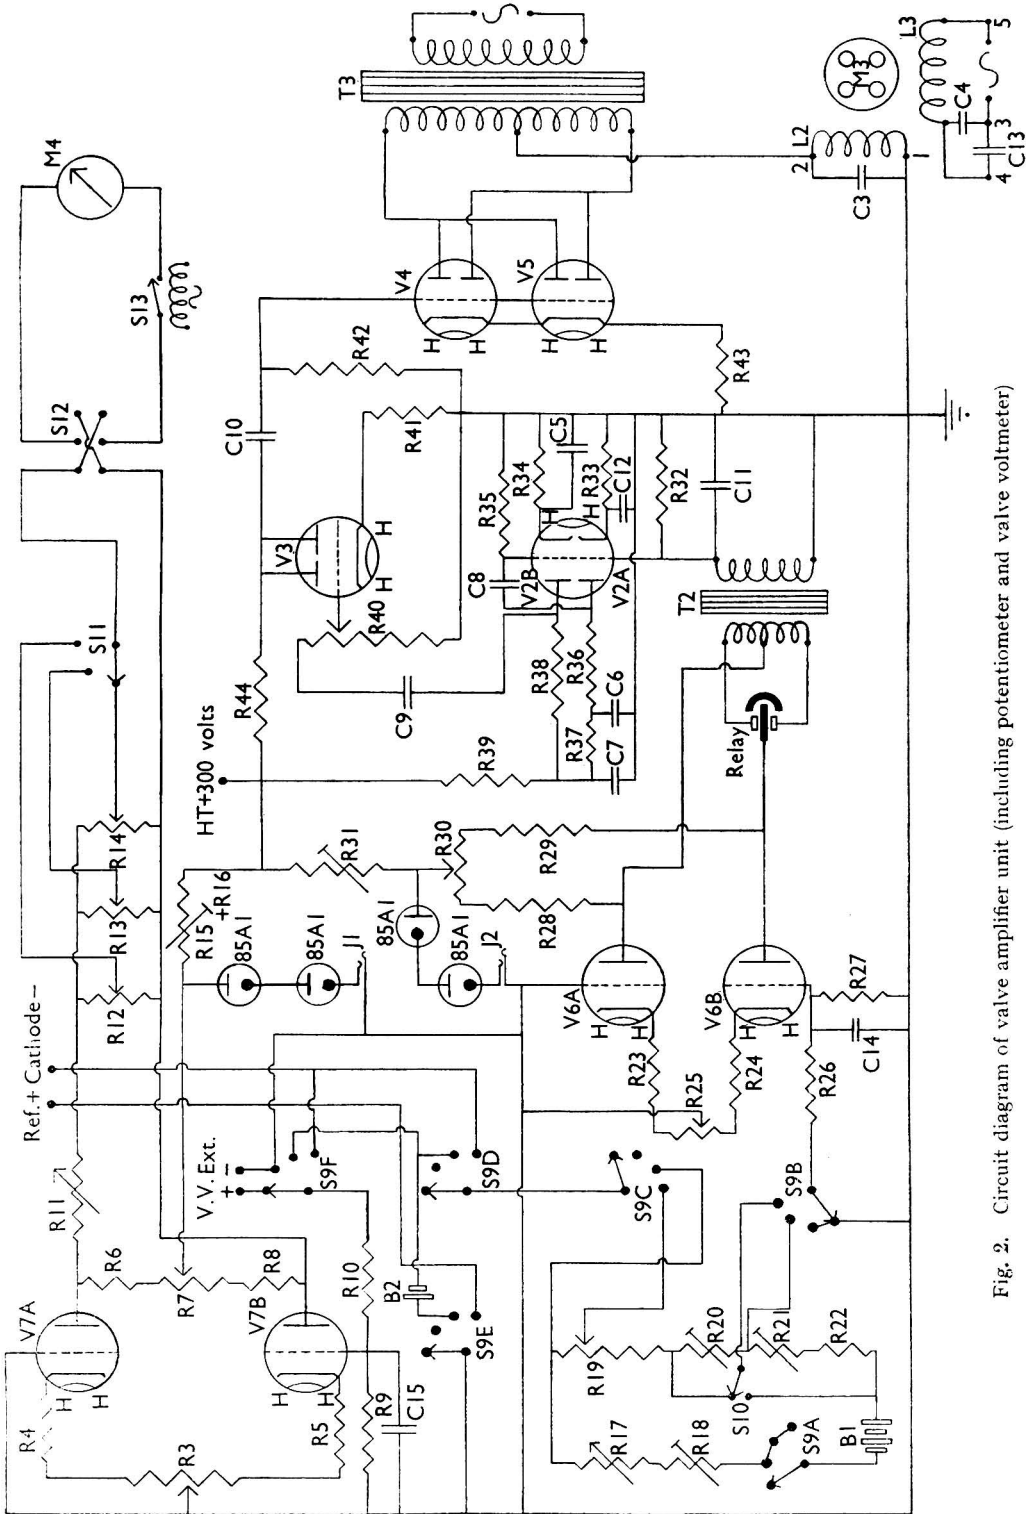 T3
M4
S13
S12
V4
V5
H
H
H
H
R42
R43
C10
R41
V3
H
H
R40
R44
C9
R35
R34
C5
R33
C12
R32
C11
C8
V2B
V2A
H
H
R38
R36
R37
C6
C7
R39
HT+300 volts
T2
Relay
C3
2
L2
1
M3
L3
5
C4
3
C13
4
S11
R14
R13
R12
R15
+R16
R31
R30
R29
R28
85A1
85A1
85A1
85A1
J1
J2
Ref.+ Cathode-
V.V. Ext.
+ -
S9F
S9D
S9C
S9B
S9E
S9A
S10
R11
R6
R7
R8
V7A
V7B
H
H
H
H
R4
R3
R5
R9
R10
C15
B2
V6A
V6B
H
H
H
H
R23
R25
R24
R26
R27
C14
R19
R20
R21
R22
R17
R18
B1
Fig. 2. Circuit diagram of valve amplifier unit (including potentiometer and valve voltmeter)